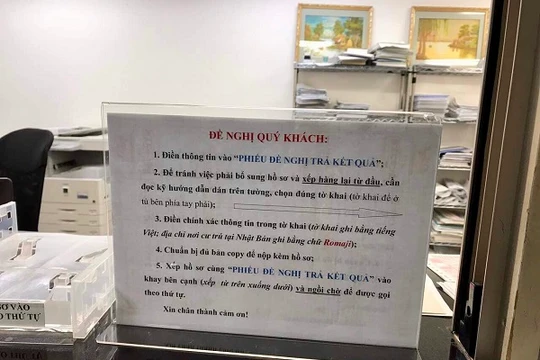 ĐỀ NGHỊ QUÝ KHÁCH:
1. Điền thông tin vào “PHIẾU ĐỀ NGHỊ TRẢ KẾT QUẢ”;
2. Để tránh việc phải bổ sung hồ sơ và xếp hàng lại từ đầu, cần
đọc kỹ hướng dẫn dán trên tường, chọn đúng tờ khai (tờ khai để ở
tủ bên phía tay phải);
3. Điền chính xác thông tin trong tờ khai (tờ khai ghi bằng tiếng
Việt; địa chỉ nơi cư trú tại Nhật Bản ghi bằng chữ Romaji);
4. Chuẩn bị đủ bản copy để nộp kèm hồ sơ;
5. Xếp hồ sơ cùng “PHIẾU ĐỀ NGHỊ TRẢ KẾT QUẢ” vào
khay bên cạnh (xếp từ trên xuống dưới) và ngồi chờ để được gọi
theo thứ tự.
Xin chân thành cảm ơn!
SƠ VÀO
O THỨ TỰ